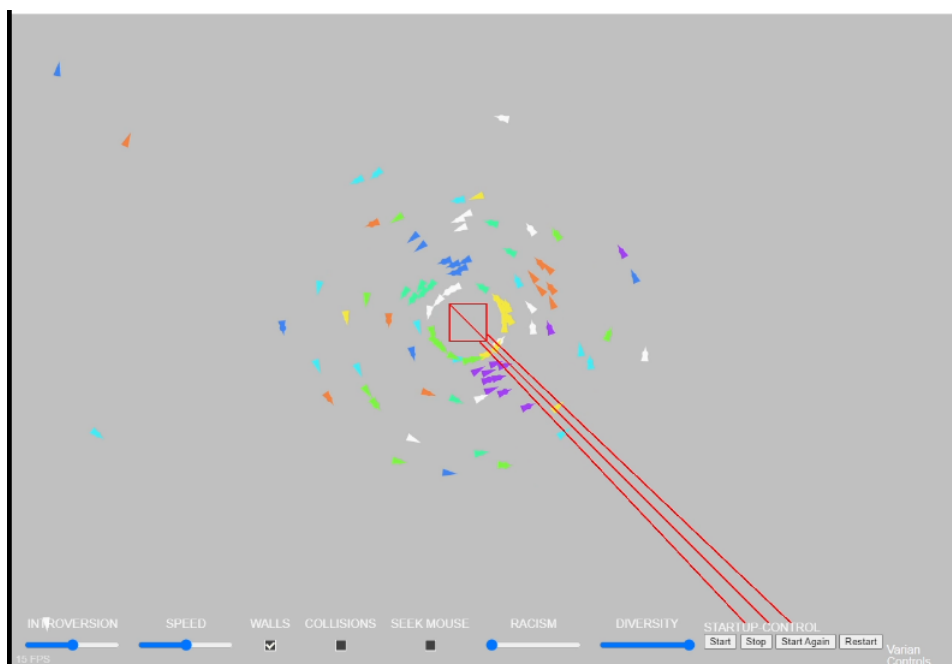 INTROVERSION SPEED WALLS COLLISIONS SEEK MOUSE RACISM DIVERSITY STARTUP CONTROL
Start Stop Start Again Restart
Varian
Controls
15 FPS